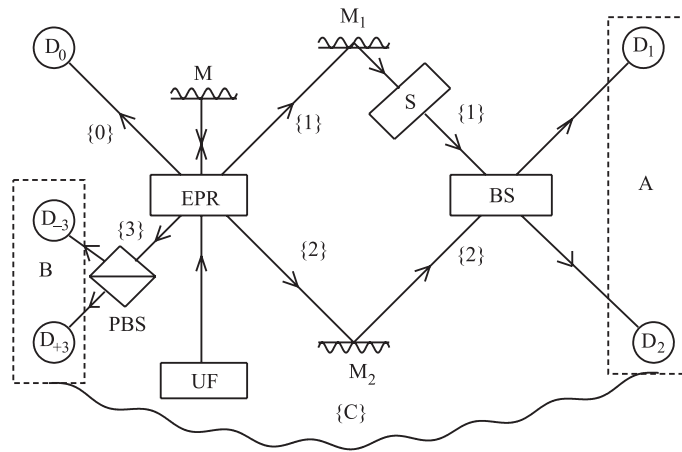 M₁
D₀
D₁
M
S
{0}
{1}
{1}
EPR
BS
A
D₋₃
{3}
{2}
{2}
B
PBS
D₊₃
UF
M₂
D₂
{C}